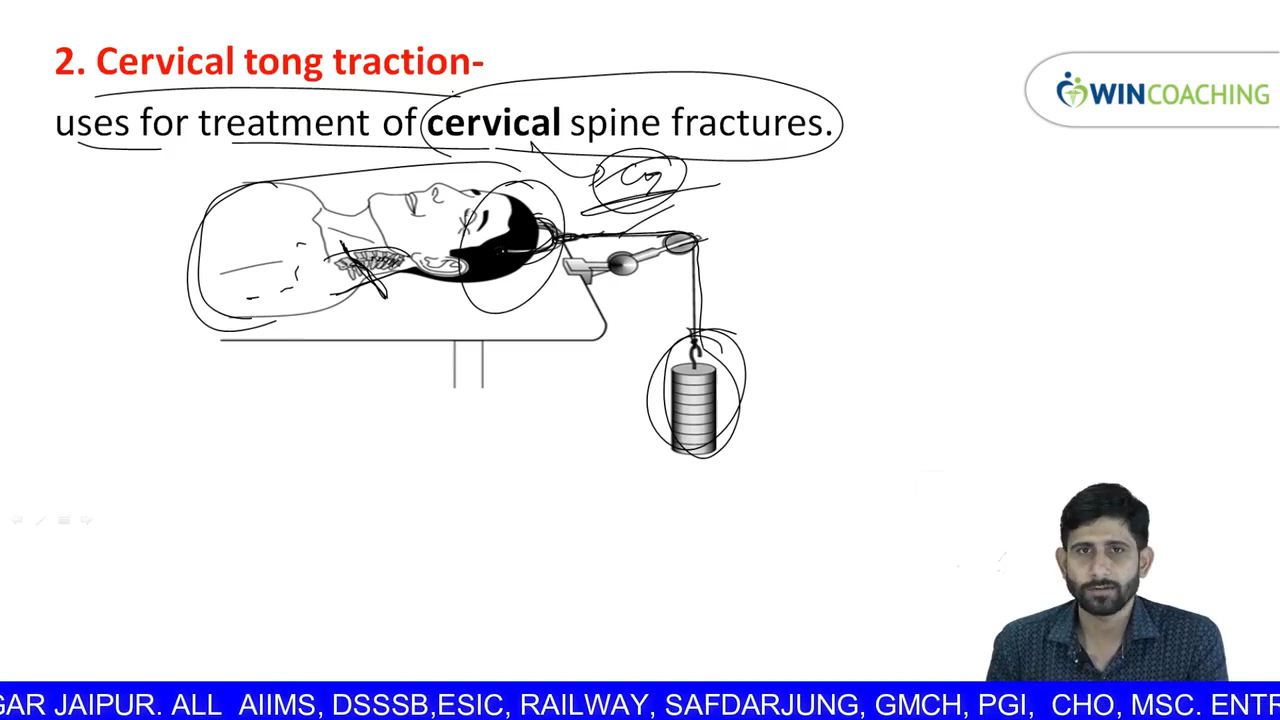 2. Cervical tong traction-
uses for treatment of cervical spine fractures.
WINCOACHING
GAR JAIPUR. ALL AIIMS, DSSSB,ESIC, RAILWAY, SAFDARJUNG, GMCH, PGI, CHO, MSC. ENTR